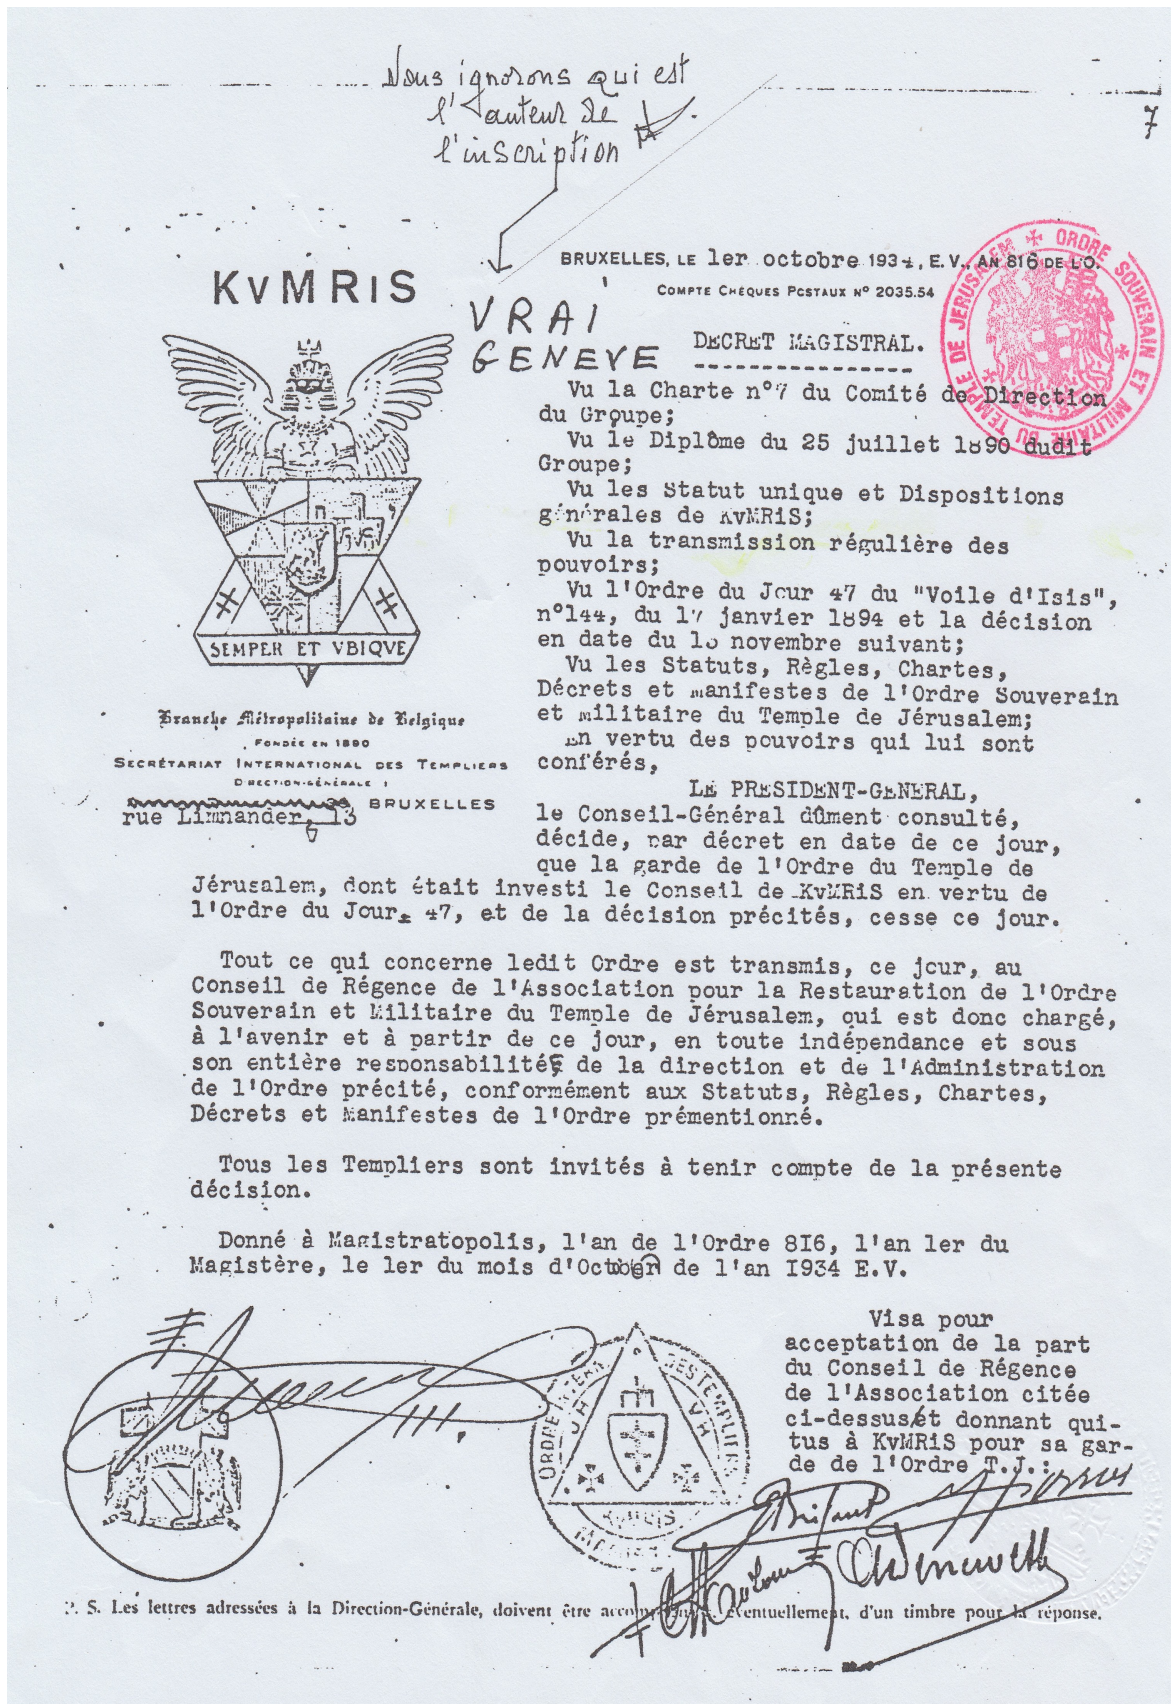 Nous ignorons qui est
l'auteur de
l'inscription
7
KVMRIS
VRAI
GENEVE
BRUXELLES, LE 1er octobre 1934, E.V., AN 816 DE L'O.
COMPTE CHÈQUES POSTAUX Nº 2035.54
ORDRE SOUVERAIN ET MILITAIRE DU TEMPLE DE JERUSALEM
DECRET MAGISTRAL.
Vu la Charte nº7 du Comité de Direction
du Groupe;
Vu le Diplôme du 25 juillet 1890 dudit
Groupe;
Vu les Statut unique et Dispositions
générales de KvMRiS;
Vu la transmission régulière des
pouvoirs;
Vu l'Ordre du Jour 47 du "Voile d'Isis",
nº144, du 17 janvier 1894 et la décision
en date du novembre suivant;
Vu les Statuts, Règles, Chartes,
Décrets et Manifestes de l'Ordre Souverain
et Militaire du Temple de Jérusalem;
En vertu des pouvoirs qui lui sont
conférés,
SEMPER ET VBIQVE
Branche Métropolitaine de Belgique
FONDÉE EN 1890
SECRÉTARIAT INTERNATIONAL DES TEMPLIERS
DIRECTION-GÉNÉRALE
BRUXELLES
rue Limnander, 13
LE PRESIDENT-GENERAL,
le Conseil-Général dûment consulté,
décide, par décret en date de ce jour,
que la garde de l'Ordre du Temple de
Jérusalem, dont était investi le Conseil de KvMRiS en vertu de
l'Ordre du Jour 47, et de la décision précités, cesse ce jour.
Tout ce qui concerne ledit Ordre est transmis, ce jour, au
Conseil de Régence de l'Association pour la Restauration de l'Ordre
Souverain et Militaire du Temple de Jérusalem, qui est donc chargé,
à l'avenir et à partir de ce jour, en toute indépendance et sous
son entière responsabilité, de la direction et de l'Administration
de l'Ordre précité, conformément aux Statuts, Règles, Chartes,
Décrets et Manifestes de l'Ordre prémentionné.
Tous les Templiers sont invités à tenir compte de la présente
décision.
Donné à Magistratopolis, l'an de l'Ordre 8I6, l'an 1er du
Magistère, le 1er du mois d'October de l'an I934 E.V.
Visa pour
acceptation de la part
du Conseil de Régence
de l'Association citée
ci-dessus et donnant qui-
tus à KvMRiS pour sa gar-
de de l'Ordre T.J.:
KVMRIS
P. S. Les lettres adressées à la Direction-Générale, doivent être éventuellement, d'un timbre pour la réponse.